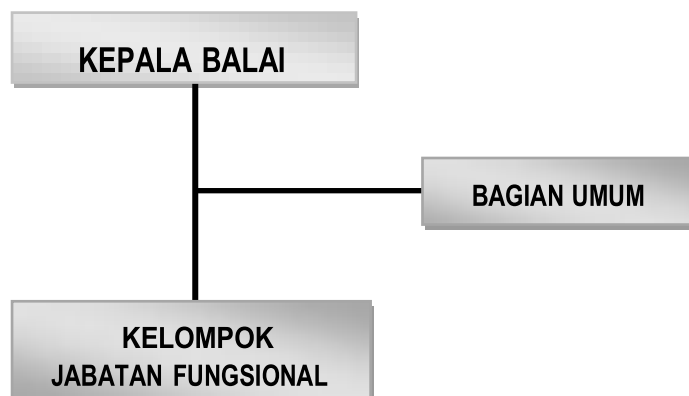 KEPALA BALAI
BAGIAN UMUM
KELOMPOK
JABATAN FUNGSIONAL